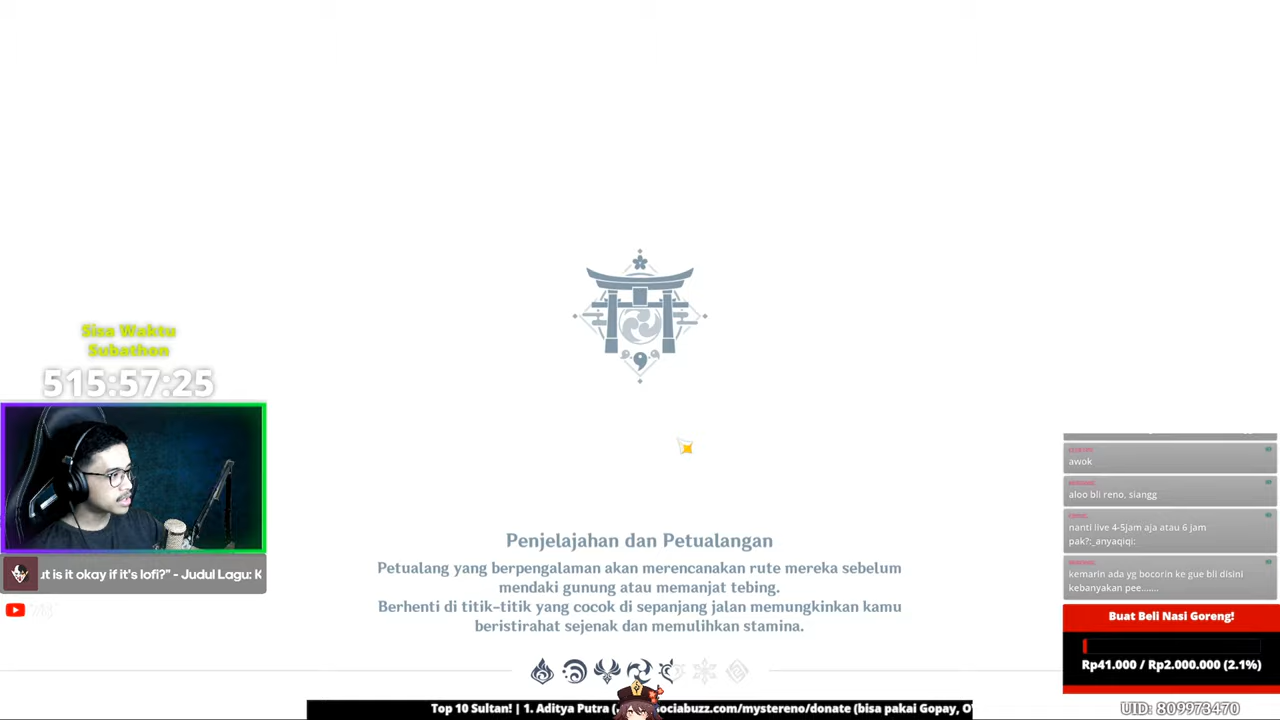 Sisa Waktu
Subathon
515:57:25
ut is it okay if it's lofi?" - Judul Lagu: K
Penjelajahan dan Petualangan
Petualang yang berpengalaman akan merencanakan rute mereka sebelum
mendaki gunung atau memanjat tebing.
Berhenti di titik-titik yang cocok di sepanjang jalan memungkinkan kamu
beristirahat sejenak dan memulihkan stamina.
awok
aloo bli reno, siangg
nanti live 4-5jam aja atau 6 jam
pak?:_anyaqiqi:
kemarin ada yg bocorin ke gue bli disini
kebanyakan pee.......
Buat Beli Nasi Goreng!
Rp41.000 / Rp2.000.000 (2.1%)
Top 10 Sultan! | 1. Aditya Putra ( ociabuzz.com/mystereno/donate (bisa pakai Gopay, O
UID: 809973470